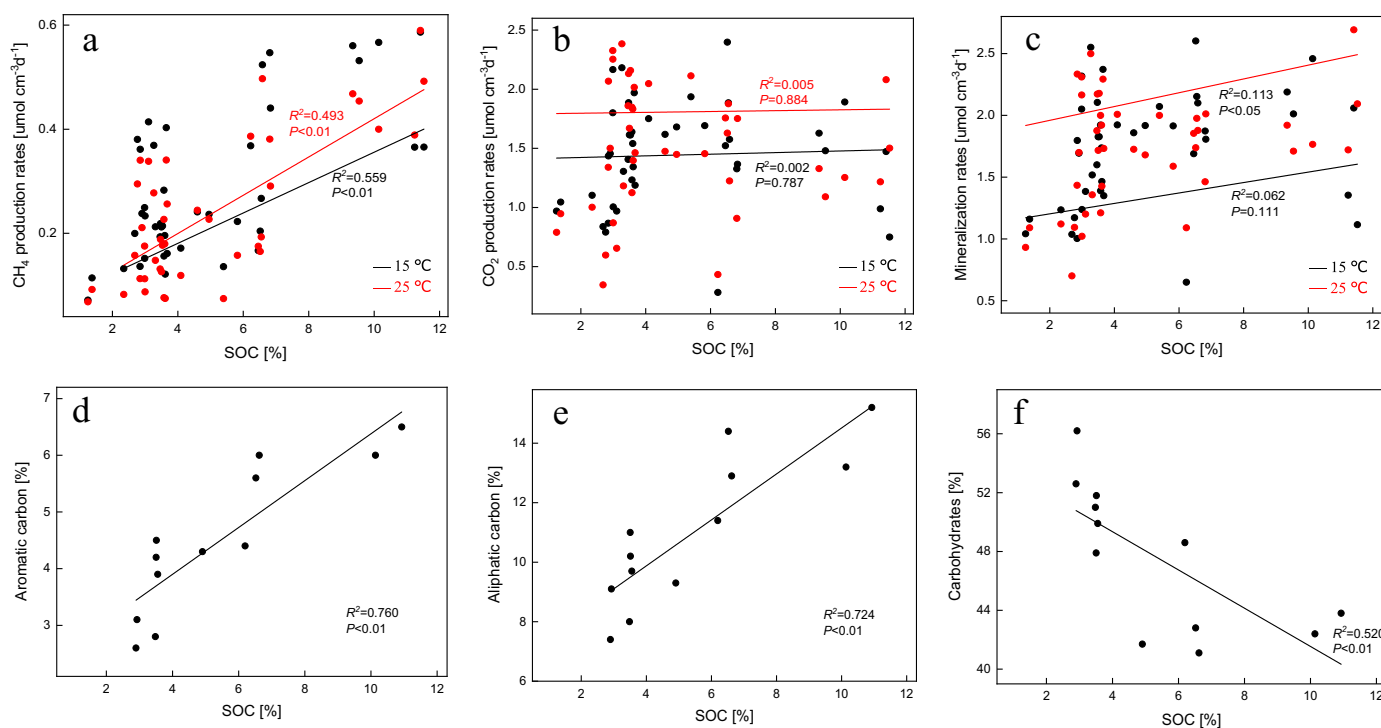 a
CH₄ production rates [umol cm⁻³d⁻¹]
0.6
0.4
0.2
R²=0.493
P<0.01
R²=0.559
P<0.01
15 ℃
25 ℃
2 4 6 8 10 12
SOC [%]
b
CO₂ production rates [umol cm⁻³d⁻¹]
2.5
2.0
1.5
1.0
0.5
R²=0.005
P=0.884
R²=0.002
P=0.787
15 ℃
25 ℃
2 4 6 8 10 12
SOC [%]
c
Mineralization rates [umol cm⁻³d⁻¹]
2.5
2.0
1.5
1.0
0.5
R²=0.113
P<0.05
R²=0.062
P=0.111
15 ℃
25 ℃
2 4 6 8 10 12
SOC [%]
d
Aromatic carbon [%]
7
6
5
4
3
R²=0.760
P<0.01
2 4 6 8 10 12
SOC [%]
e
Aliphatic carbon [%]
14
12
10
8
6
R²=0.724
P<0.01
2 4 6 8 10 12
SOC [%]
f
Carbohydrates [%]
56
52
48
44
40
R²=0.520
P<0.01
2 4 6 8 10 12
SOC [%]